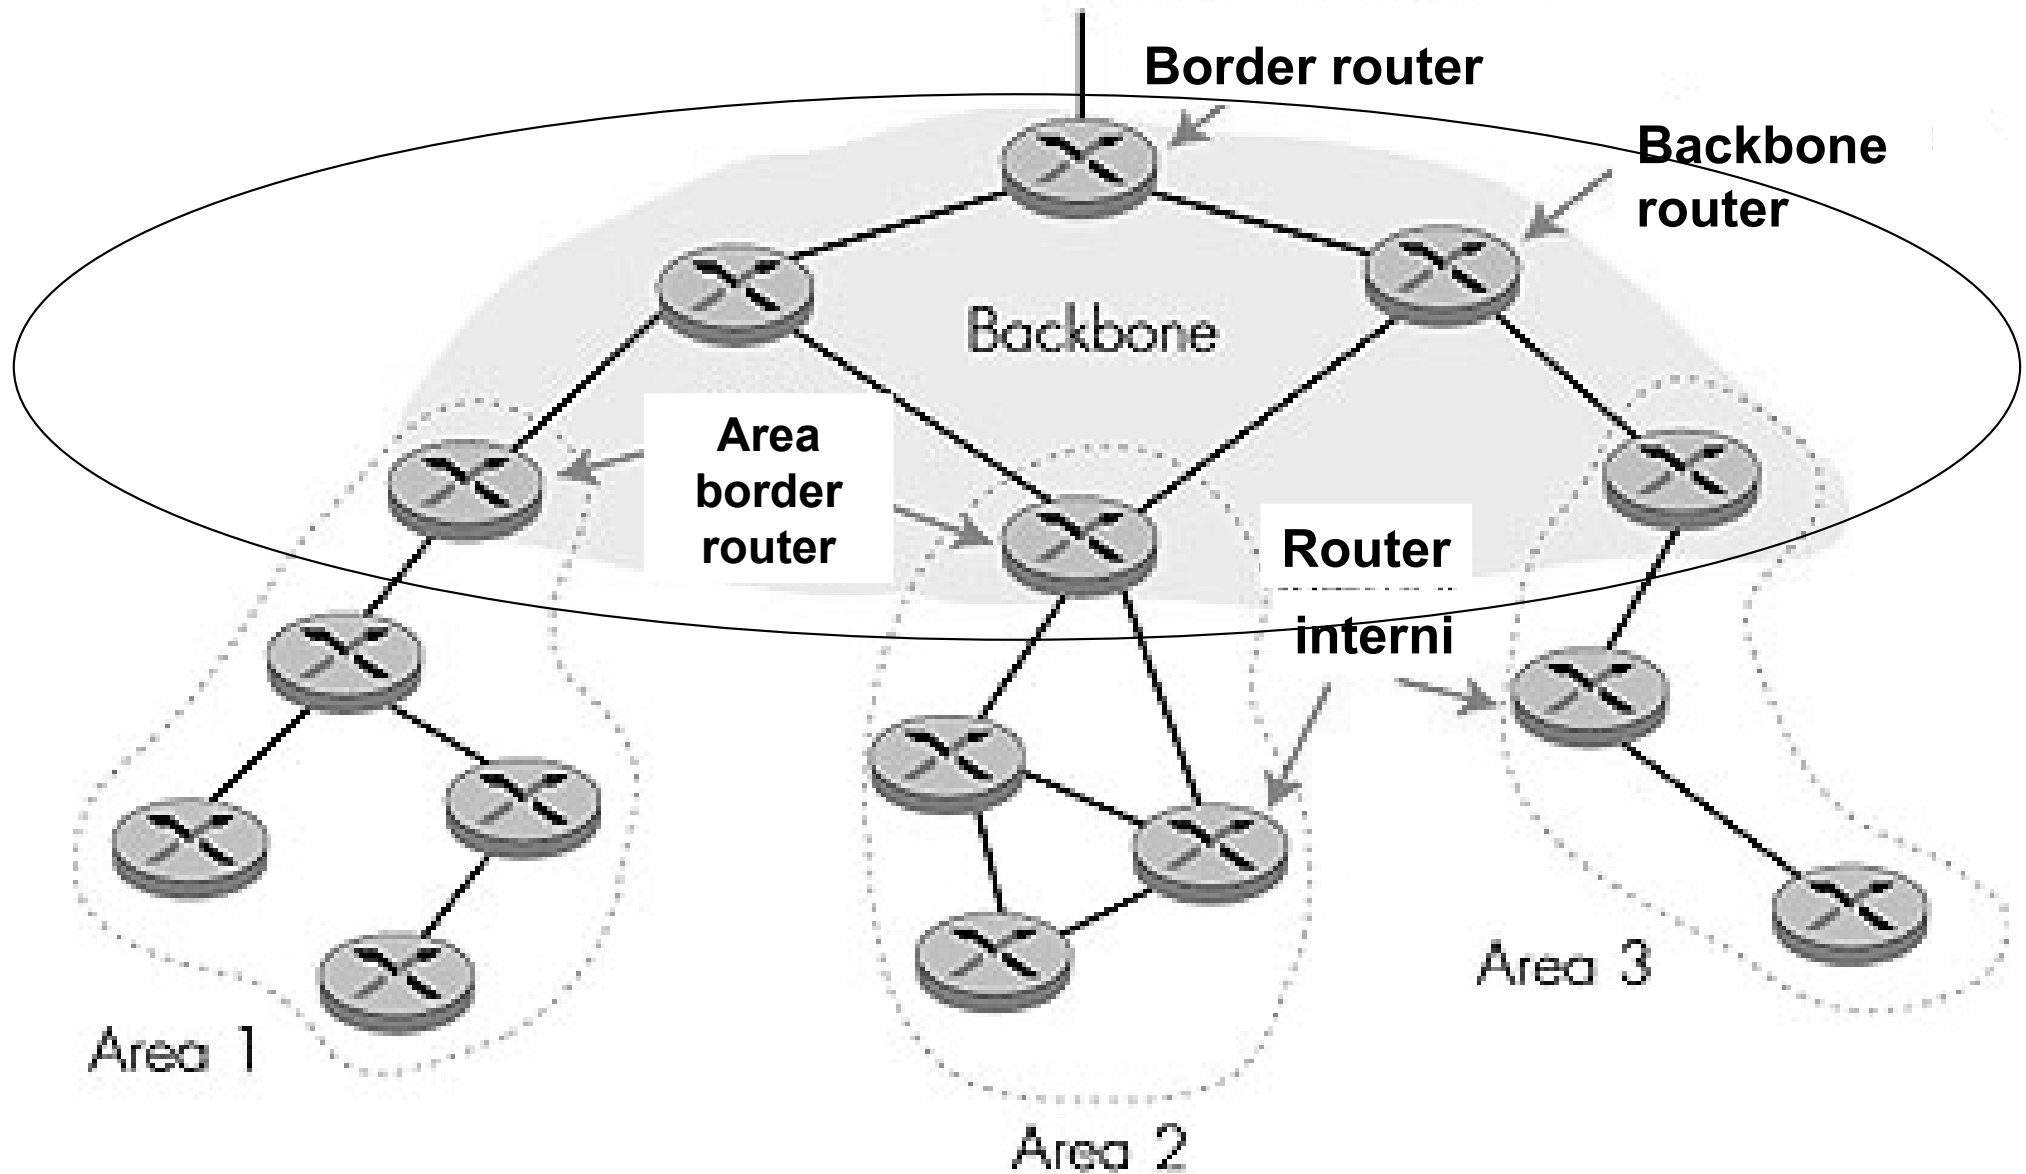 Border router
Backbone
router
Backbone
Area
border
router
Router
interni
Area 3
Area 1
Area 2